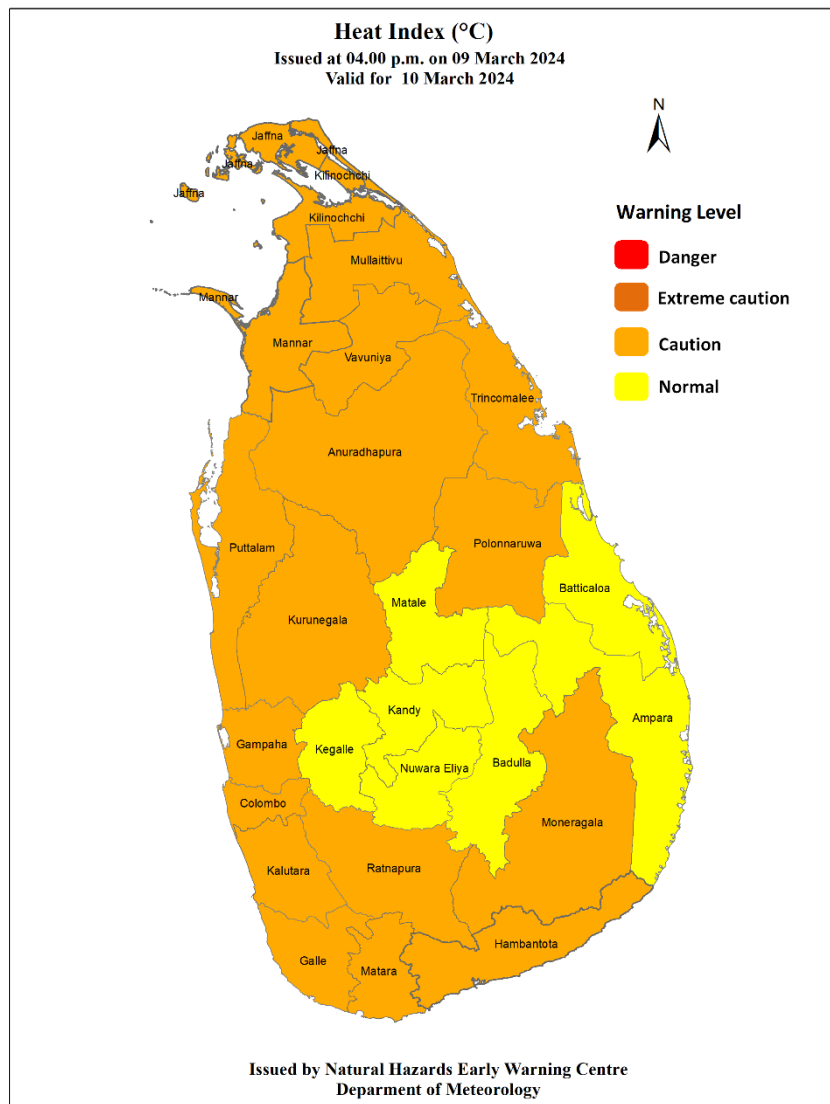 Heat Index (°C)
Issued at 04.00 p.m. on 09 March 2024
Valid for 10 March 2024
N
Jaffna
Jaffna
Jaffna
Kilinochchi
Jaffna
Kilinochchi
Mullaittivu
Mannar
Mannar
Vavuniya
Trincomalee
Anuradhapura
Puttalam
Polonnaruwa
Batticaloa
Matale
Kurunegala
Kandy
Ampara
Gampaha
Kegalle
Nuwara Eliya
Badulla
Colombo
Moneragala
Kalutara
Ratnapura
Hambantota
Galle
Matara
Warning Level
Danger
Extreme caution
Caution
Normal
Issued by Natural Hazards Early Warning Centre
Deparment of Meteorology